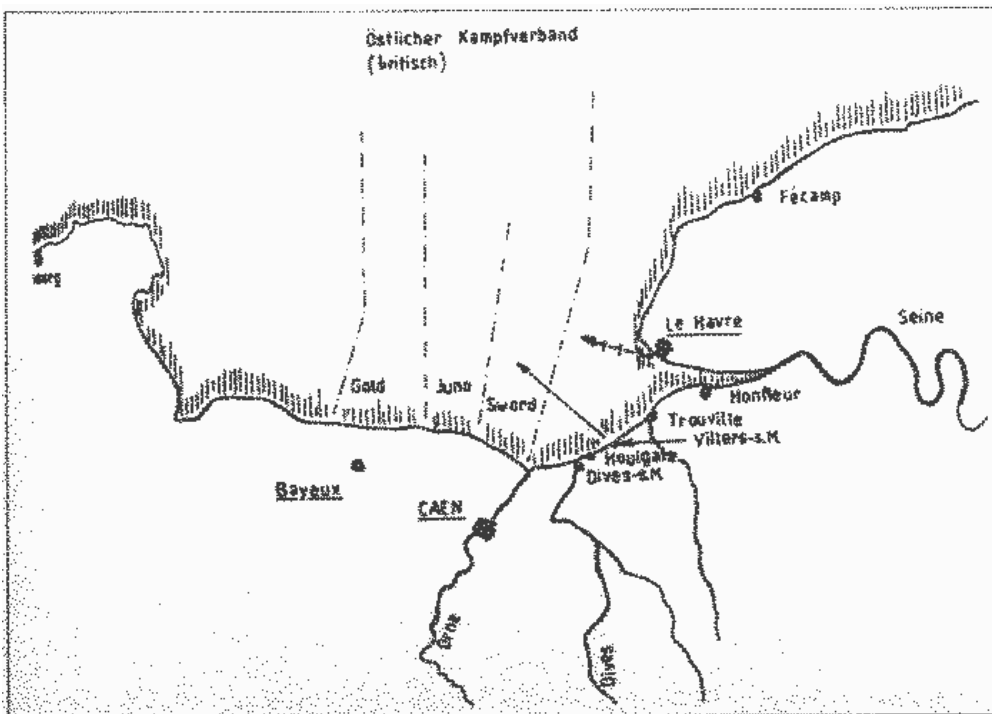 Östlicher Kampfverband
(britisch)
Fécamp
Seine
Le Havre
Honfleur
Gold
Juno
Sword
Trouville
Villers-s.M
Houlgate
Dives-s.M
Bayeux
CAEN
Orne
Dives